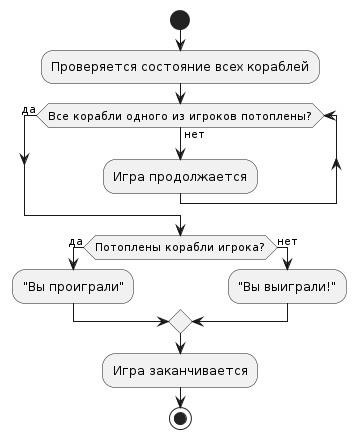 Проверяется состояние всех кораблей
да
Все корабли одного из игроков потоплены?
нет
Игра продолжается
да
Потоплены корабли игрока?
нет
"Вы проиграли"
"Вы выиграли!"
Игра заканчивается